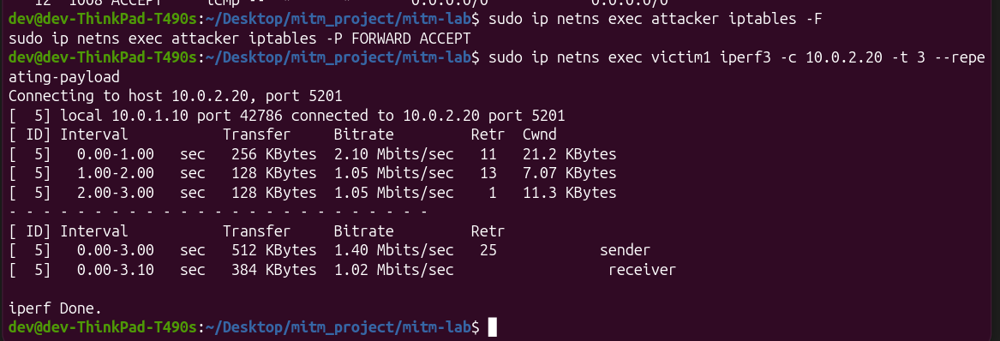 12  1008 ACCEPT     icmp --  *      *       0.0.0.0/0            0.0.0.0/0
dev@dev-ThinkPad-T490s:~/Desktop/mitm_project/mitm-lab$ sudo ip netns exec attacker iptables -F
sudo ip netns exec attacker iptables -P FORWARD ACCEPT
dev@dev-ThinkPad-T490s:~/Desktop/mitm_project/mitm-lab$ sudo ip netns exec victim1 iperf3 -c 10.0.2.20 -t 3 --repe
ating-payload
Connecting to host 10.0.2.20, port 5201
[  5] local 10.0.1.10 port 42786 connected to 10.0.2.20 port 5201
[ ID] Interval           Transfer     Bitrate         Retr  Cwnd
[  5]   0.00-1.00   sec   256 KBytes  2.10 Mbits/sec   11   21.2 KBytes
[  5]   1.00-2.00   sec   128 KBytes  1.05 Mbits/sec   13   7.07 KBytes
[  5]   2.00-3.00   sec   128 KBytes  1.05 Mbits/sec    1   11.3 KBytes
- - - - - - - - - - - - - - - - - - - - - - - - -
[ ID] Interval           Transfer     Bitrate         Retr
[  5]   0.00-3.00   sec   512 KBytes  1.40 Mbits/sec   25             sender
[  5]   0.00-3.10   sec   384 KBytes  1.02 Mbits/sec                  receiver
iperf Done.
dev@dev-ThinkPad-T490s:~/Desktop/mitm_project/mitm-lab$